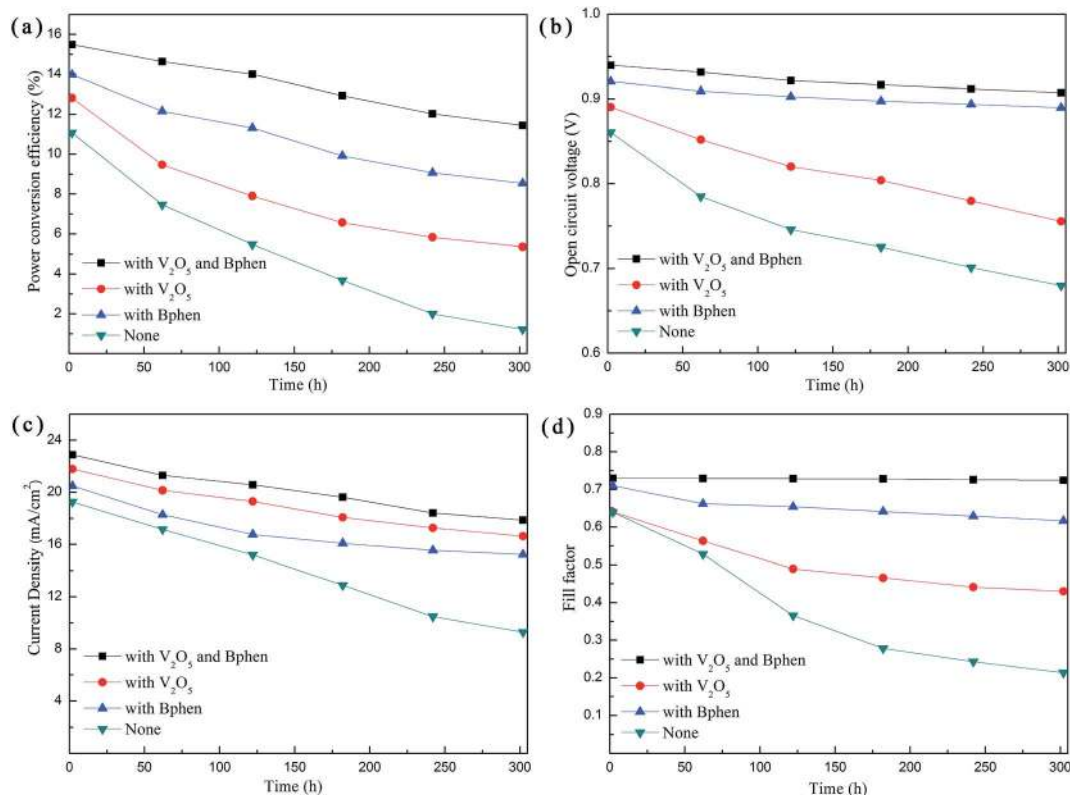 (a)
16
14
12
10
8
6
4
2
Power conversion efficiency (%)
with V₂O₅ and Bphen
with V₂O₅
with Bphen
None
0 50 100 150 200 250 300
Time (h)
(b)
1.0
0.9
0.8
0.7
0.6
Open circuit voltage (V)
with V₂O₅ and Bphen
with V₂O₅
with Bphen
None
0 50 100 150 200 250 300
Time (h)
(c)
24
20
16
12
8
4
Current Density (mA/cm²)
with V₂O₅ and Bphen
with V₂O₅
with Bphen
None
0 50 100 150 200 250 300
Time (h)
(d)
0.9
0.8
0.7
0.6
0.5
0.4
0.3
0.2
0.1
Fill factor
with V₂O₅ and Bphen
with V₂O₅
with Bphen
None
0 50 100 150 200 250 300
Time (h)